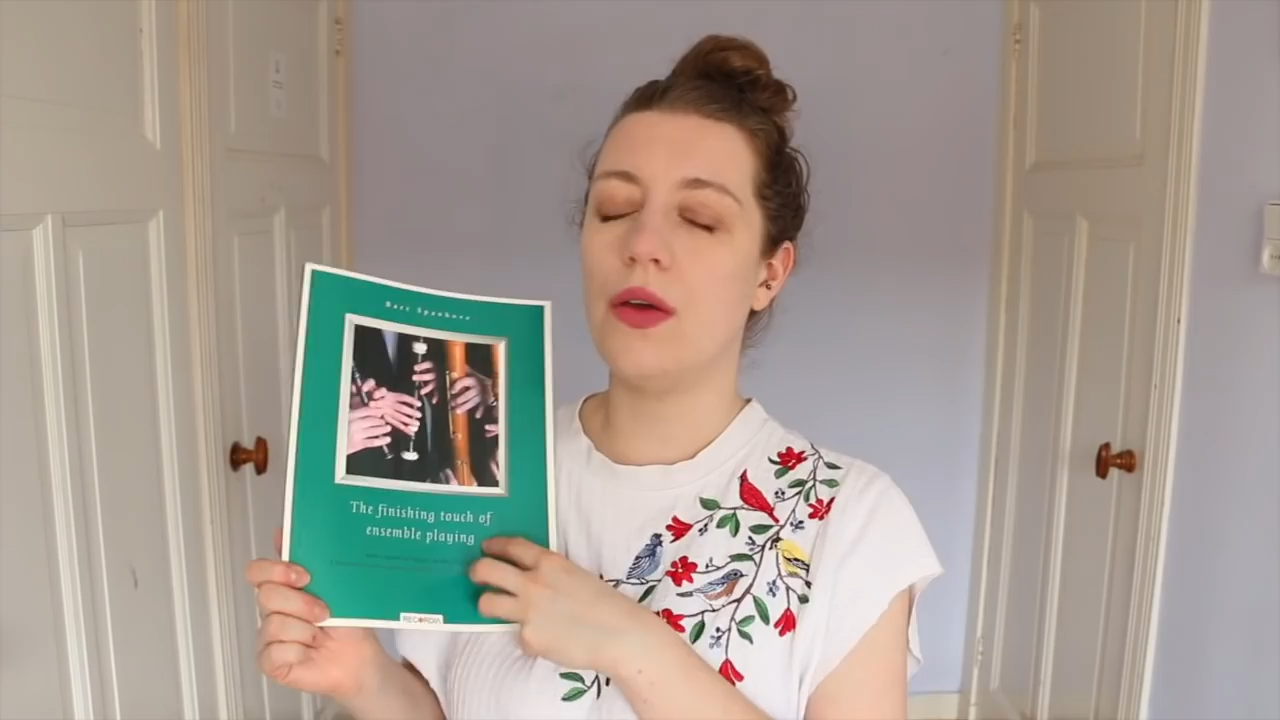 Bart Spanhove
The finishing touch of
ensemble playing
RECORDIA